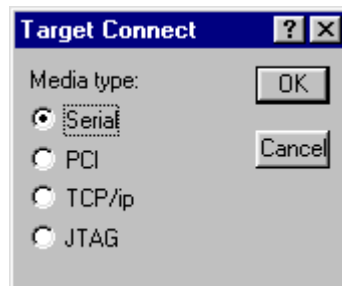 Target Connect ? ×
Media type:
OK
Serial
PCI
Cancel
TCP/ip
JTAG